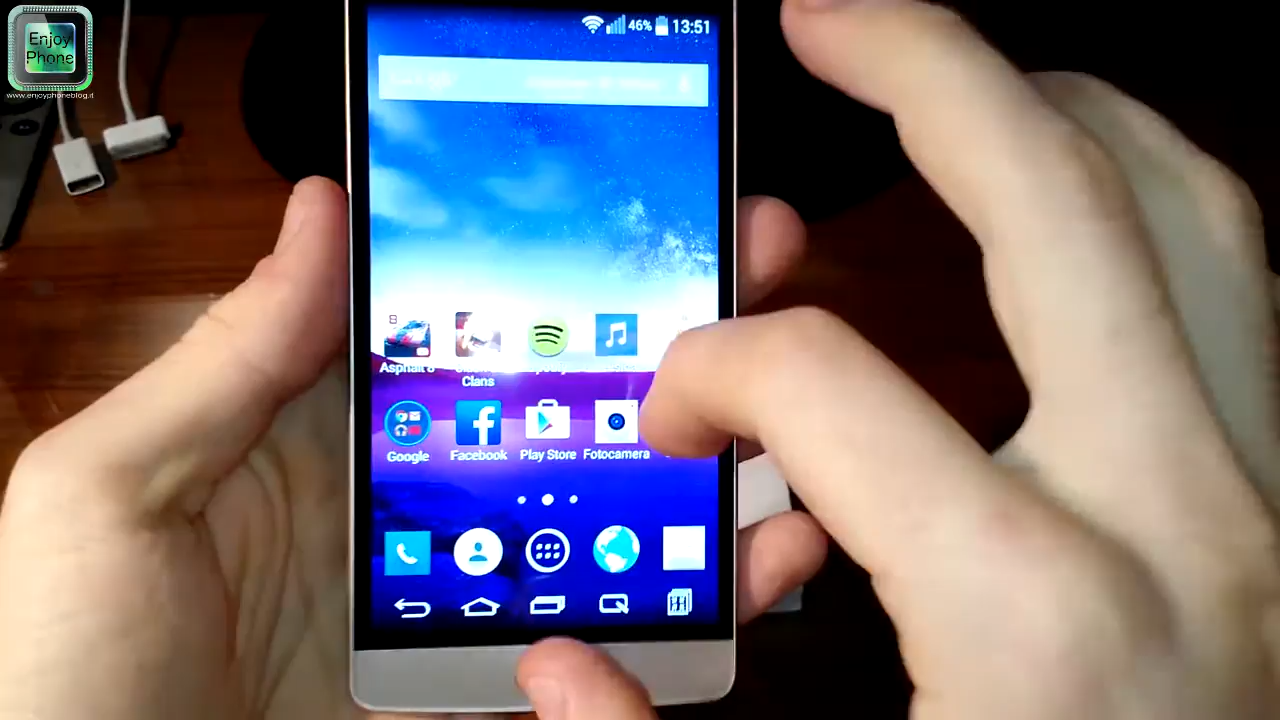 Enjoy
Phone
www.enjoyphoneblog.it
46% 13:51
Asphalt 8
Clans
Google
Facebook
Play Store
Fotocamera